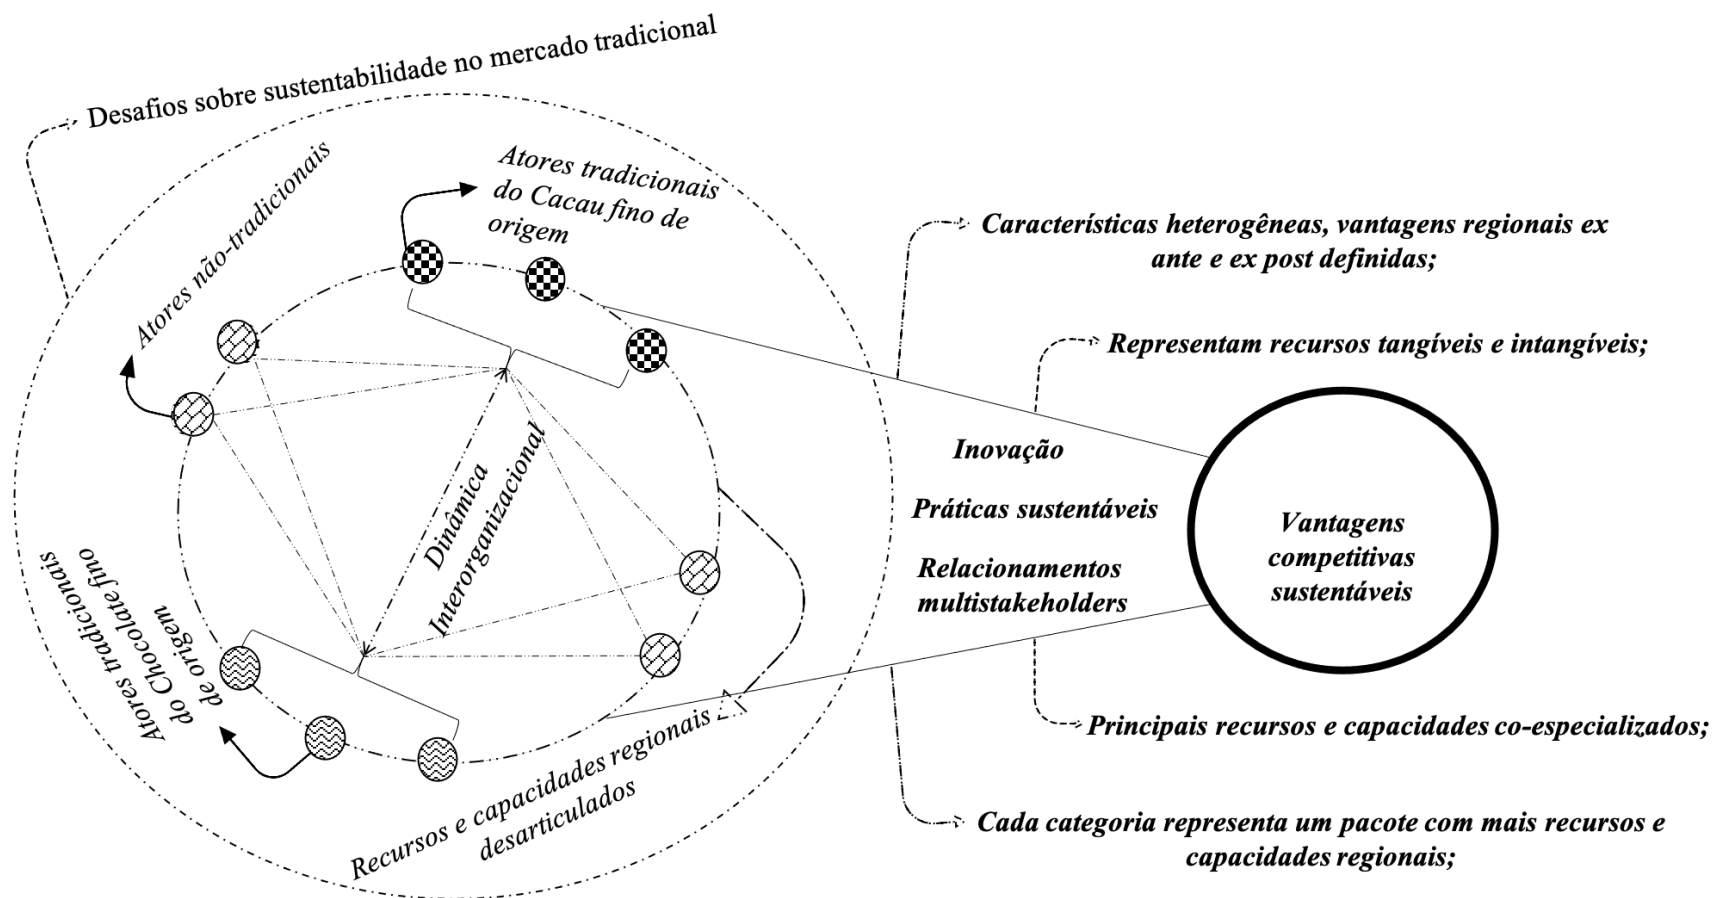 Desafios sobre sustentabilidade no mercado tradicional
Atores não-tradicionais
Atores tradicionais
do Cacau fino de
origem
Dinâmica
Interorganizacional
Atores tradicionais
do Chocolate fino
de origem
Recursos e capacidades regionais
desarticulados
Características heterogêneas, vantagens regionais ex
ante e ex post definidas;
Representam recursos tangíveis e intangíveis;
Inovação
Práticas sustentáveis
Relacionamentos
multistakeholders
Vantagens
competitivas
sustentáveis
Principais recursos e capacidades co-especializados;
Cada categoria representa um pacote com mais recursos e
capacidades regionais;